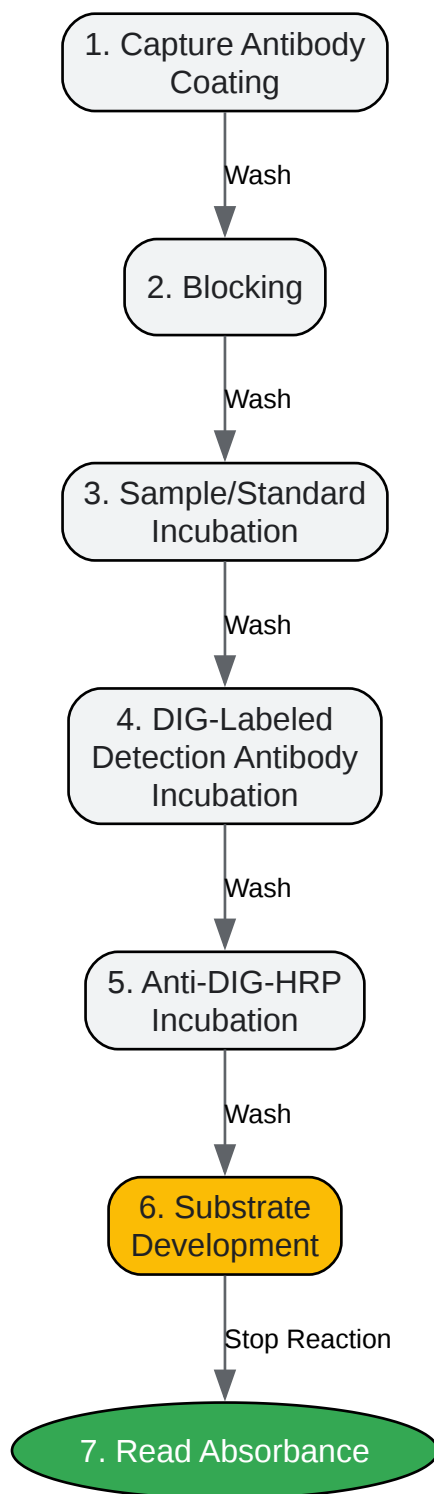 1. Capture Antibody
Coating
Wash
2. Blocking
Wash
3. Sample/Standard
Incubation
Wash
4. DIG-Labeled
Detection Antibody
Incubation
Wash
5. Anti-DIG-HRP
Incubation
Wash
6. Substrate
Development
Stop Reaction
7. Read Absorbance